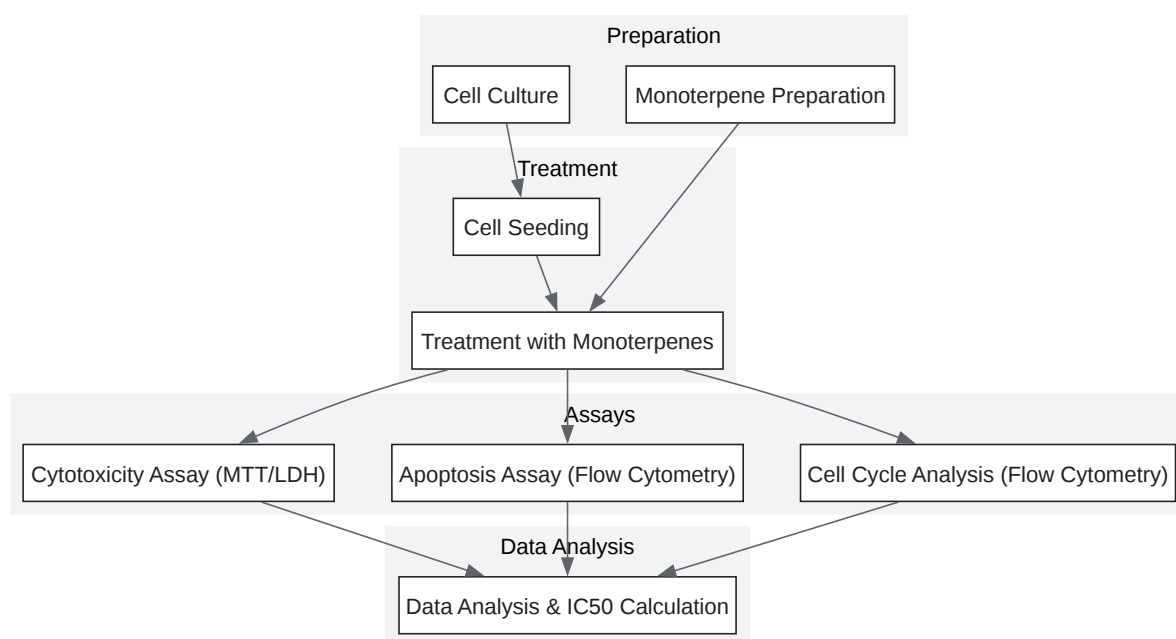 Preparation
Cell Culture
Monoterpene Preparation
Treatment
Cell Seeding
Treatment with Monoterpenes
Assays
Cytotoxicity Assay (MTT/LDH)
Apoptosis Assay (Flow Cytometry)
Cell Cycle Analysis (Flow Cytometry)
Data Analysis
Data Analysis & IC50 Calculation